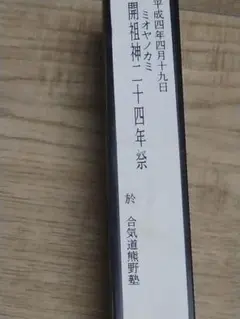 平成四年四月十九日
ミオヤノカミ
開祖神二十四年祭
於 合気道熊野塾